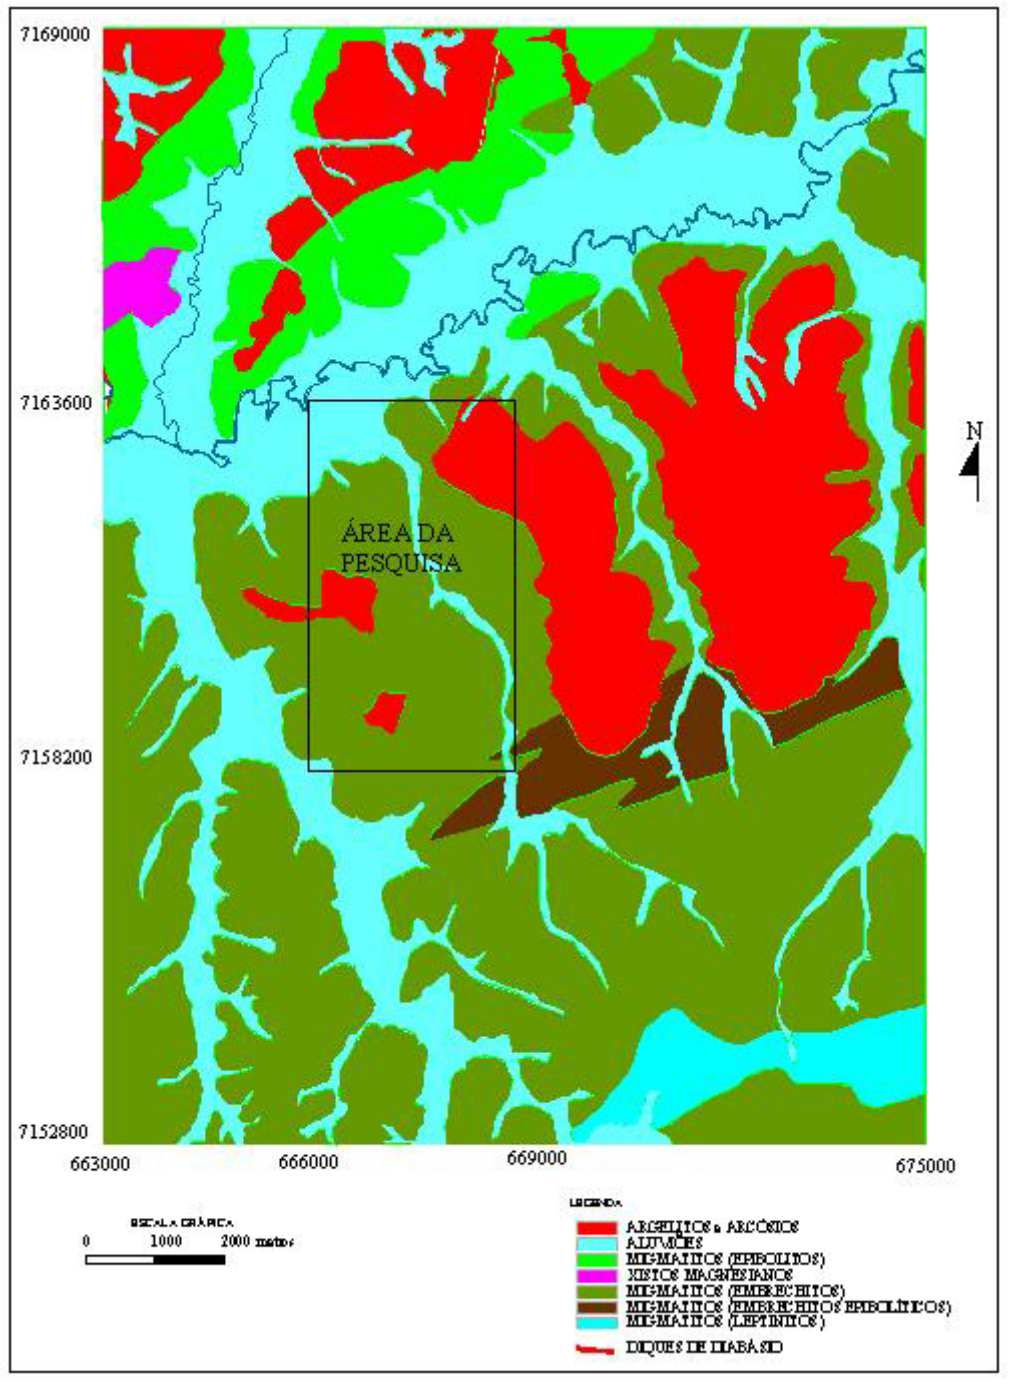 7169000
7163600
N
ÁREA DA
PESQUISA
7158200
7152800
663000
666000
669000
675000
LEGENDA
ESCALA GRÁFICA
0 1000 2000 metros
ARGELITOS e ARCÓSIOS
ALUVIÕES
MIGMATITOS (EPIBOLITOS)
XISTOS MAGNESIANOS
MIGMATITOS (EMBRECHITOS)
MIGMATITOS (EMBRECHITOS EPIBOLÍTICOS)
MIGMATITOS (LEPTINITOS)
DIQUES DE DIABÁSIO